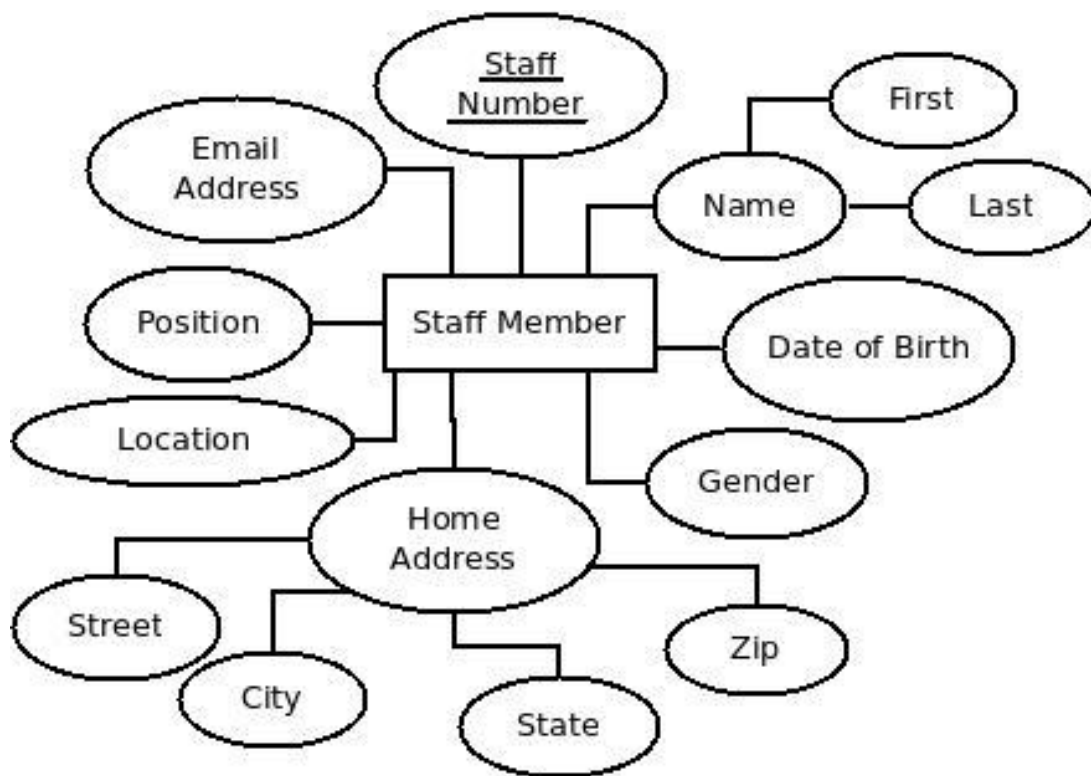 Staff
Number
First
Email
Address
Name
Last
Position
Staff Member
Date of Birth
Location
Gender
Home
Address
Street
City
State
Zip